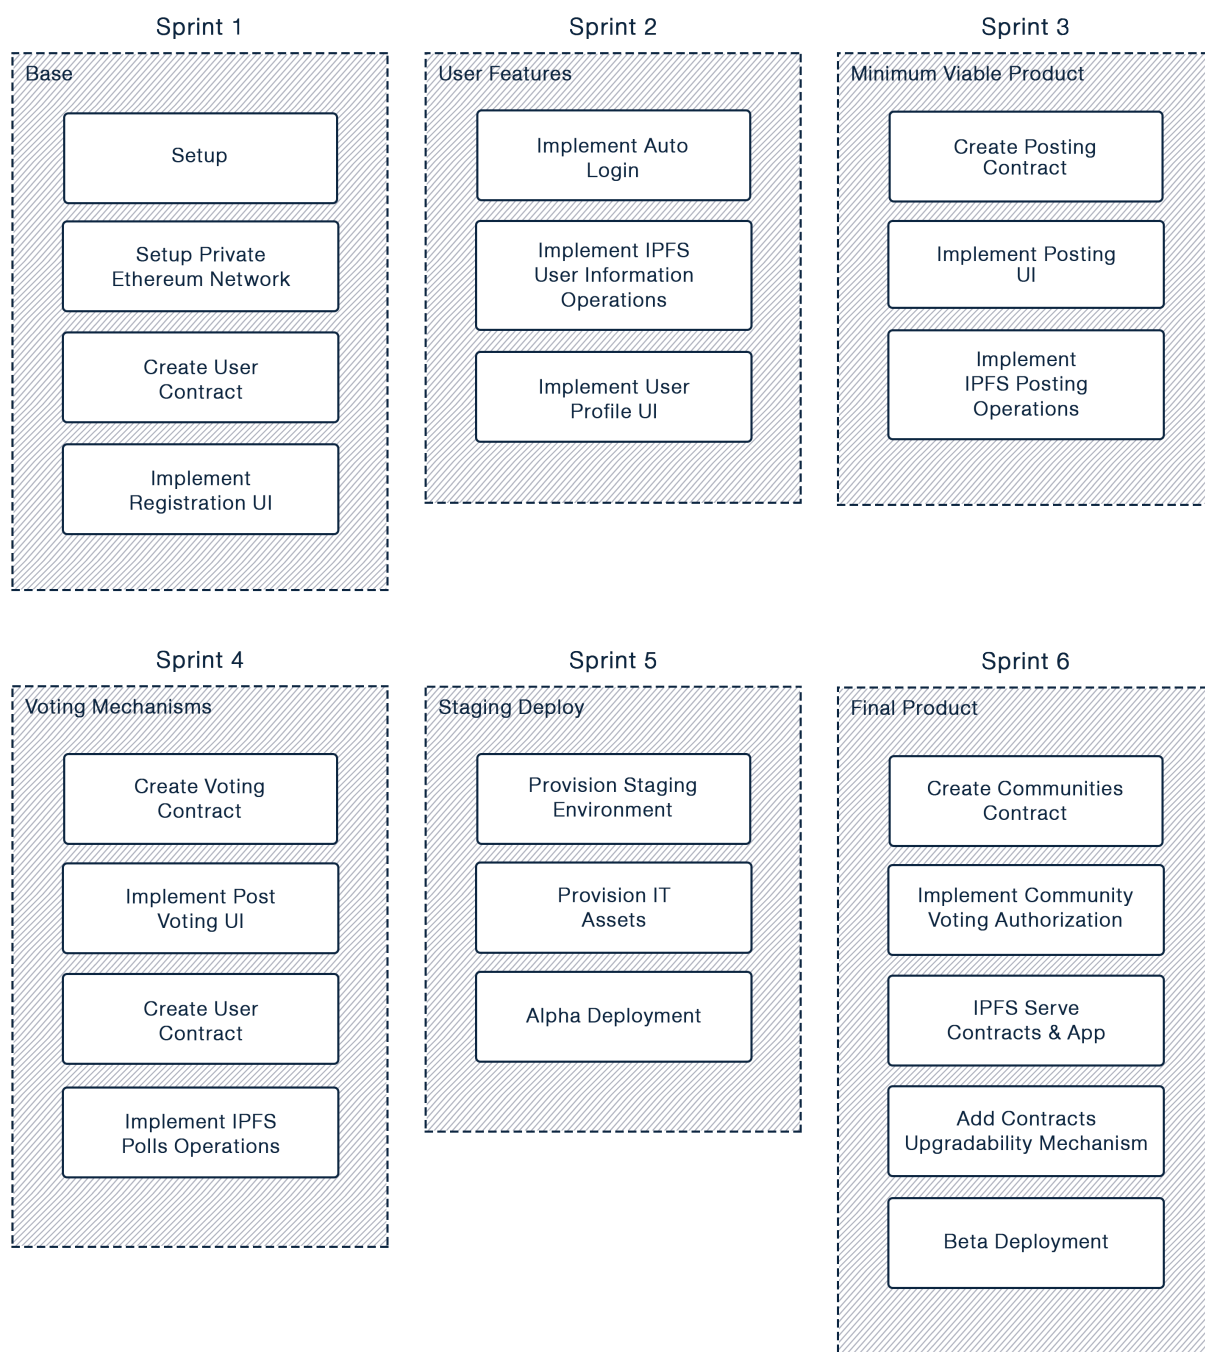 Sprint 1
Base
Setup
Setup Private
Ethereum Network
Create User
Contract
Implement
Registration UI
Sprint 2
User Features
Implement Auto
Login
Implement IPFS
User Information
Operations
Implement User
Profile UI
Sprint 3
Minimum Viable Product
Create Posting
Contract
Implement Posting
UI
Implement
IPFS Posting
Operations
Sprint 4
Voting Mechanisms
Create Voting
Contract
Implement Post
Voting UI
Create User
Contract
Implement IPFS
Polls Operations
Sprint 5
Staging Deploy
Provision Staging
Environment
Provision IT
Assets
Alpha Deployment
Sprint 6
Final Product
Create Communities
Contract
Implement Community
Voting Authorization
IPFS Serve
Contracts & App
Add Contracts
Upgradability Mechanism
Beta Deployment